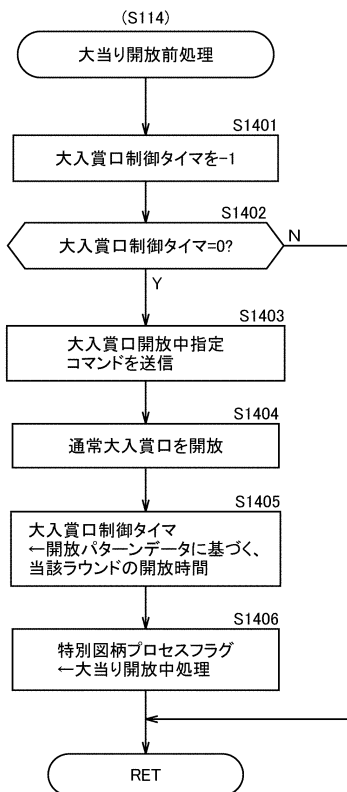 (S114)
大当り開放前処理
S1401
大入賞口制御タイマを-1
S1402
大入賞口制御タイマ=0?
N
Y
S1403
大入賞口開放中指定
コマンドを送信
S1404
通常大入賞口を開放
S1405
大入賞口制御タイマ
←開放パターンデータに基づく、
当該ラウンドの開放時間
S1406
特別図柄プロセスフラグ
←大当り開放中処理
RET